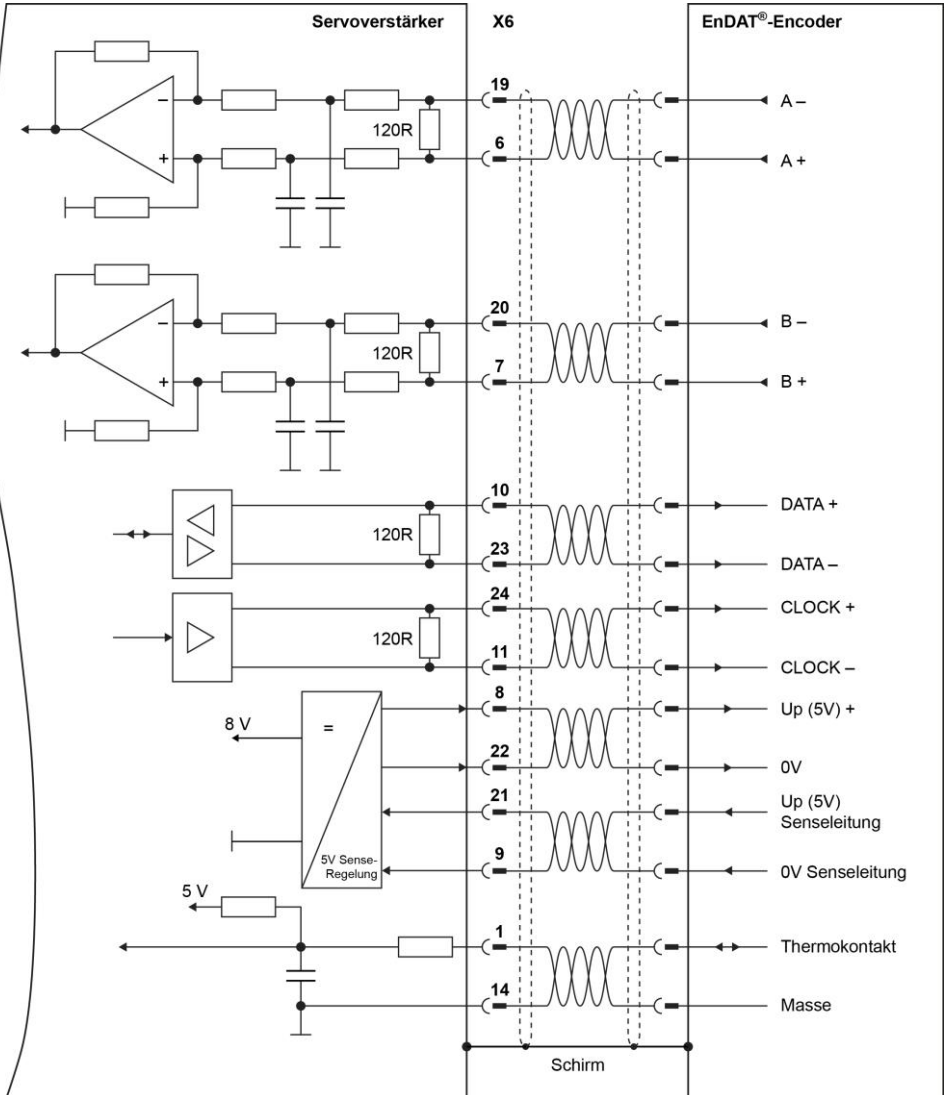 Servoverstärker X6 EnDAT®-Encoder
19
A –
120R
6
A +
20
B –
120R
7
B +
10
DATA +
120R
23
DATA –
24
CLOCK +
120R
11
CLOCK –
8
Up (5V) +
8 V
=
22
0V
21
Up (5V)
Senseleitung
5V Sense-
Regelung
9
0V Senseleitung
5 V
1
Thermokontakt
14
Masse
Schirm